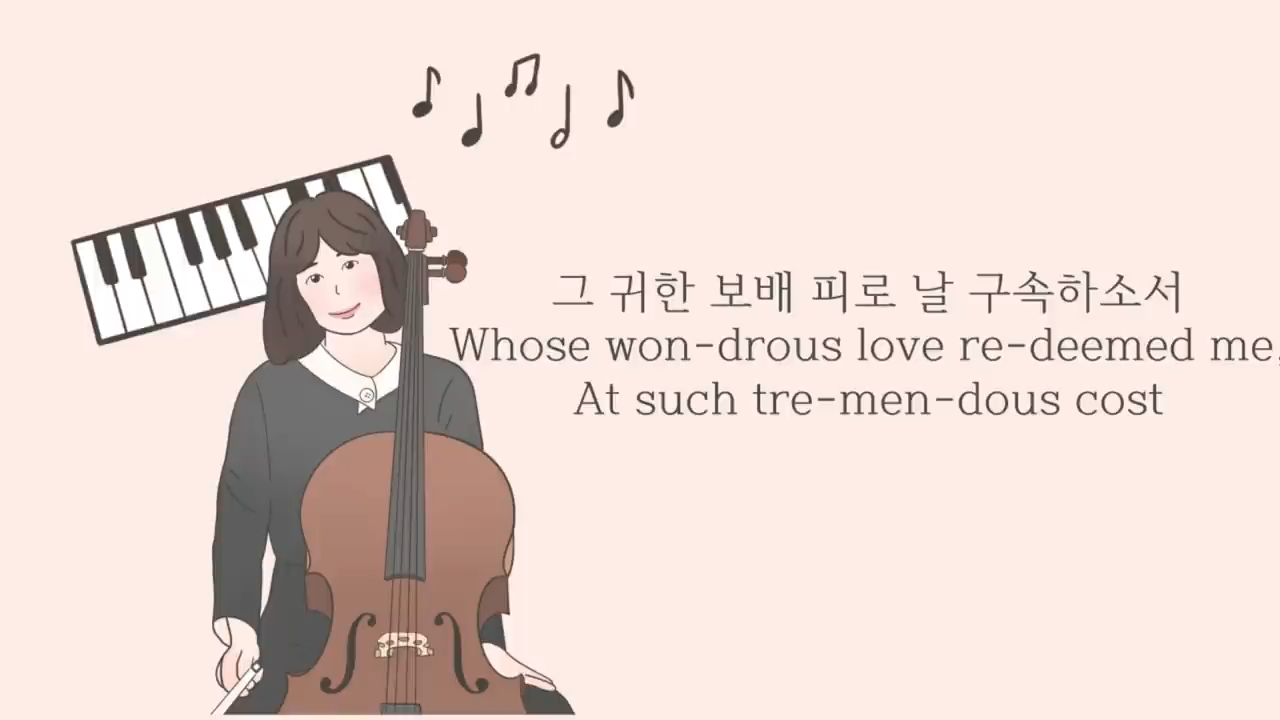 그 귀한 보배 피로 날 구속하소서
Whose won-drous love re-deemed me,
At such tre-men-dous cost